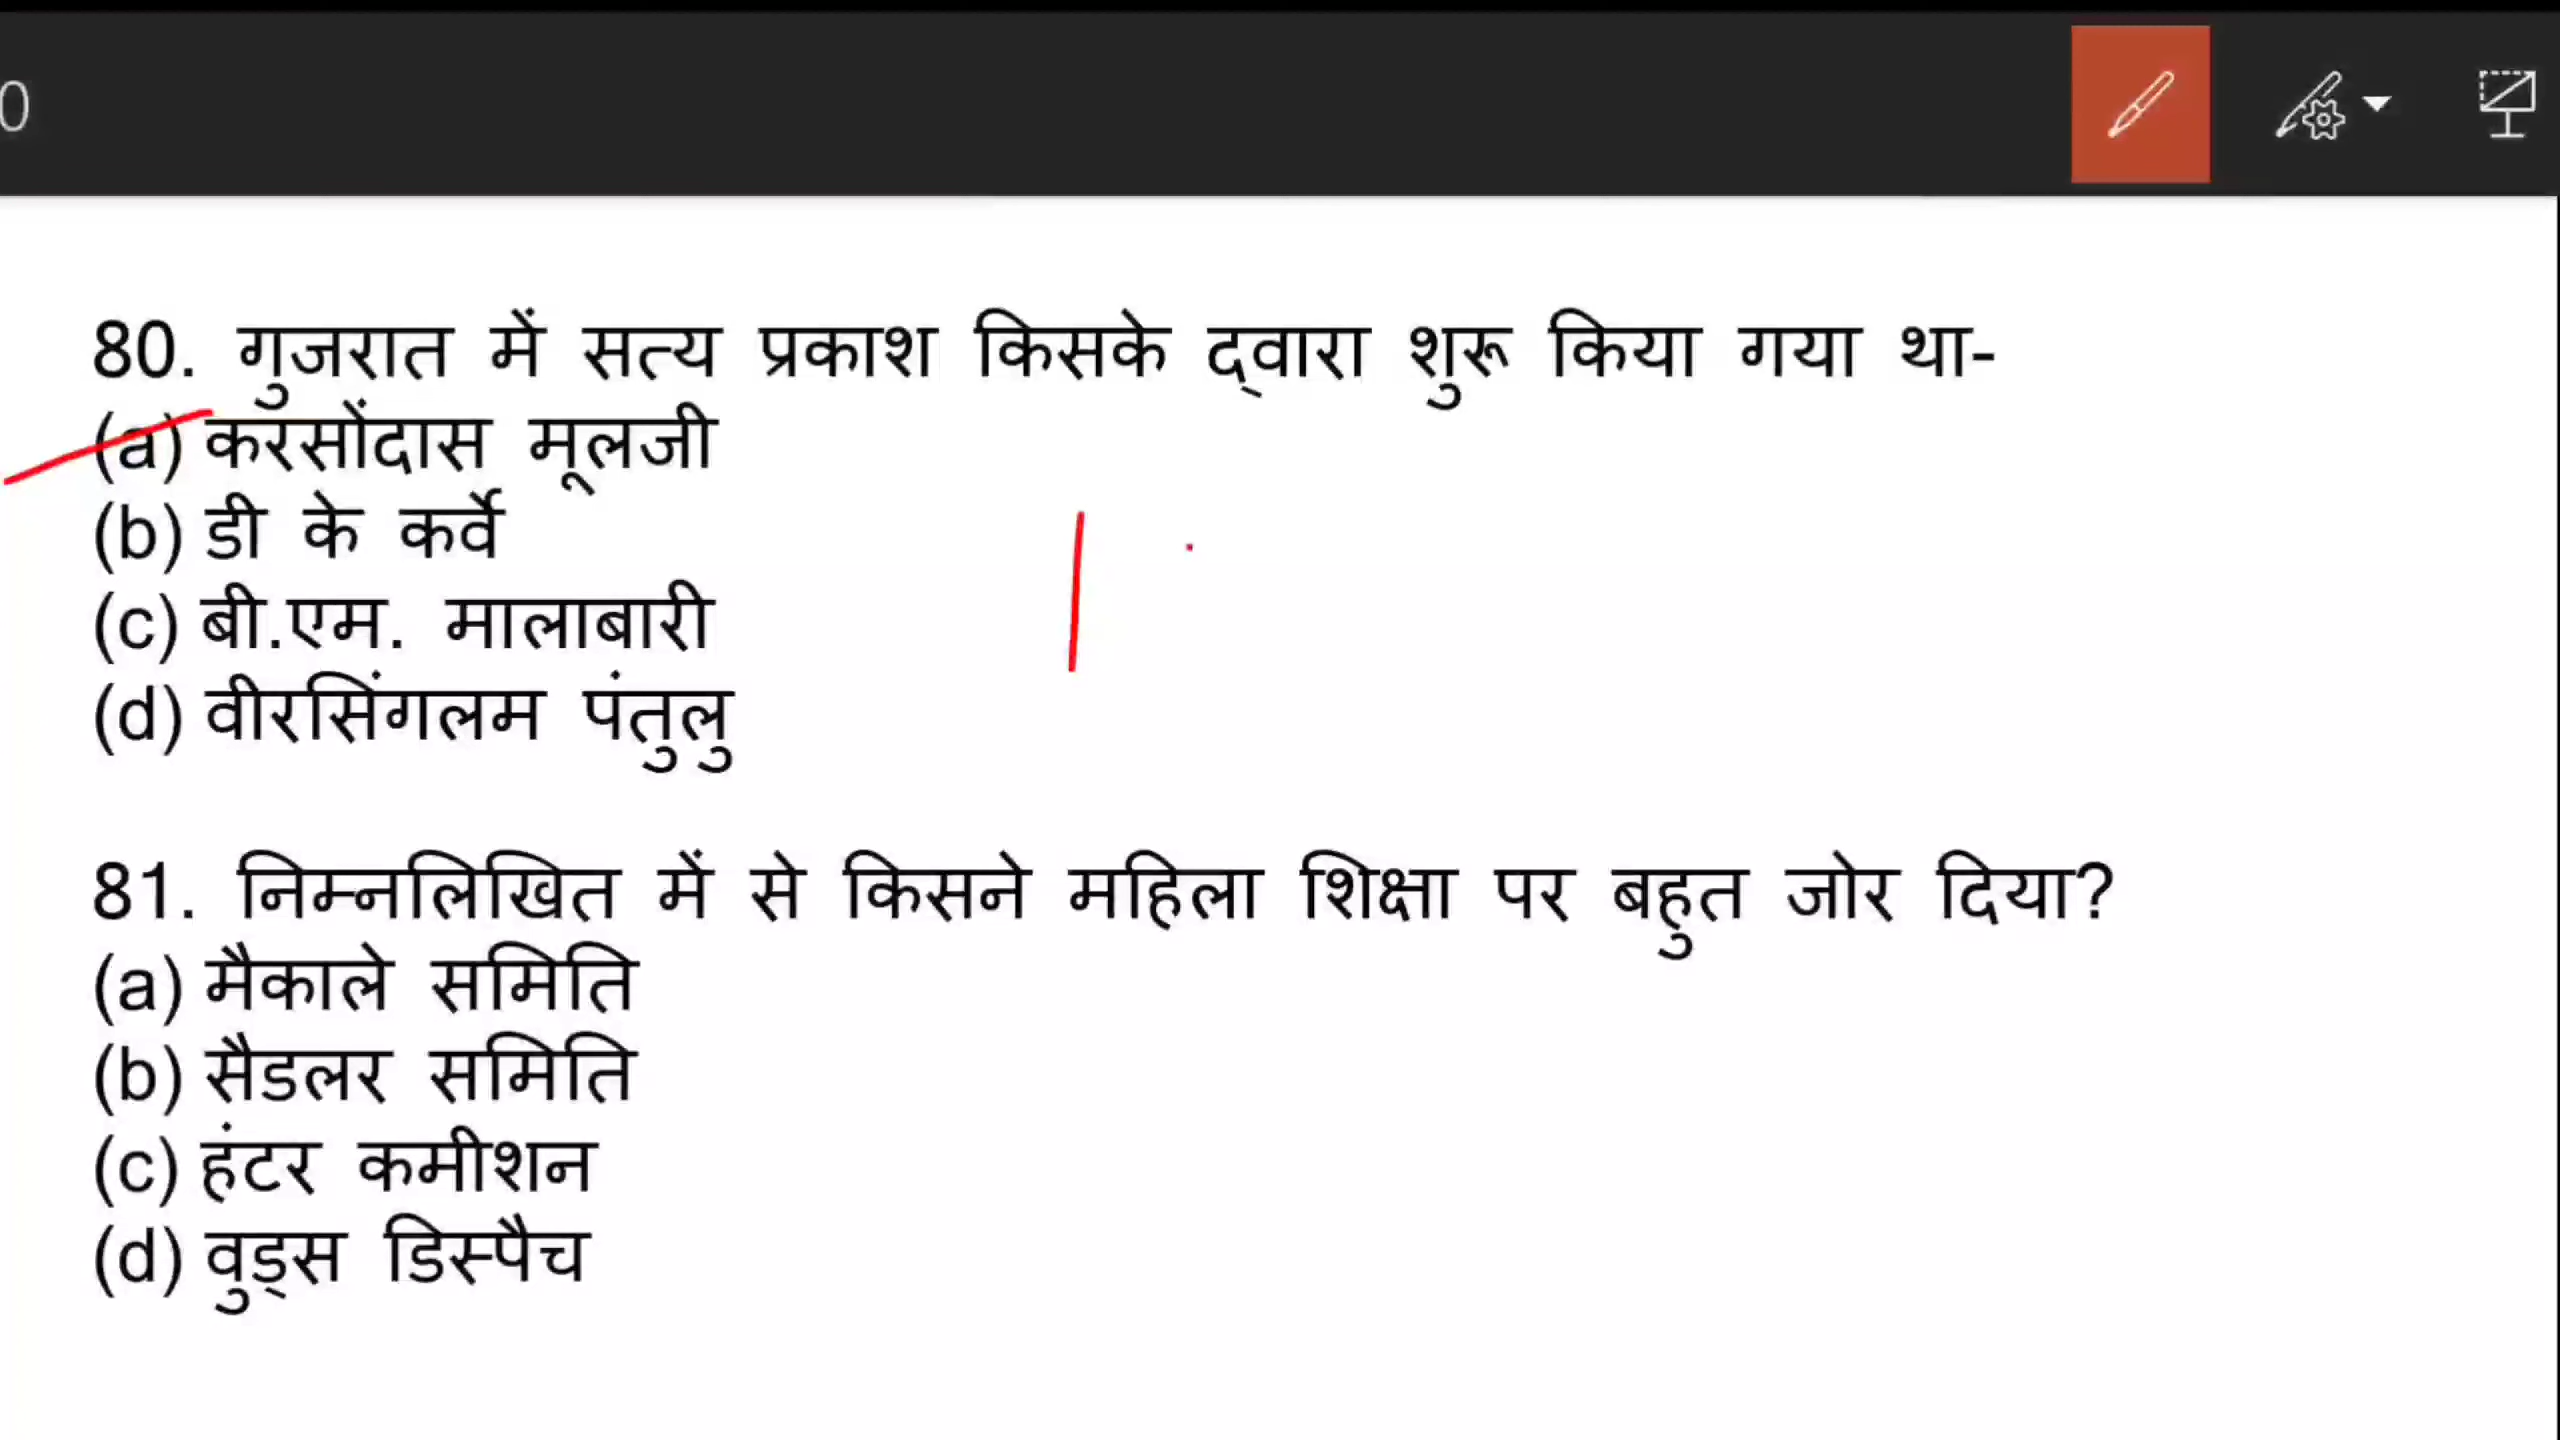 0
80. गुजरात में सत्य प्रकाश किसके द्वारा शुरू किया गया था-
(a) करसोंदास मूलजी
(b) डी के कर्वे
(c) बी.एम. मालाबारी
(d) वीरसिंगलम पंतुलु
81. निम्नलिखित में से किसने महिला शिक्षा पर बहुत जोर दिया?
(a) मैकाले समिति
(b) सैडलर समिति
(c) हंटर कमीशन
(d) वुड्स डिस्पैच